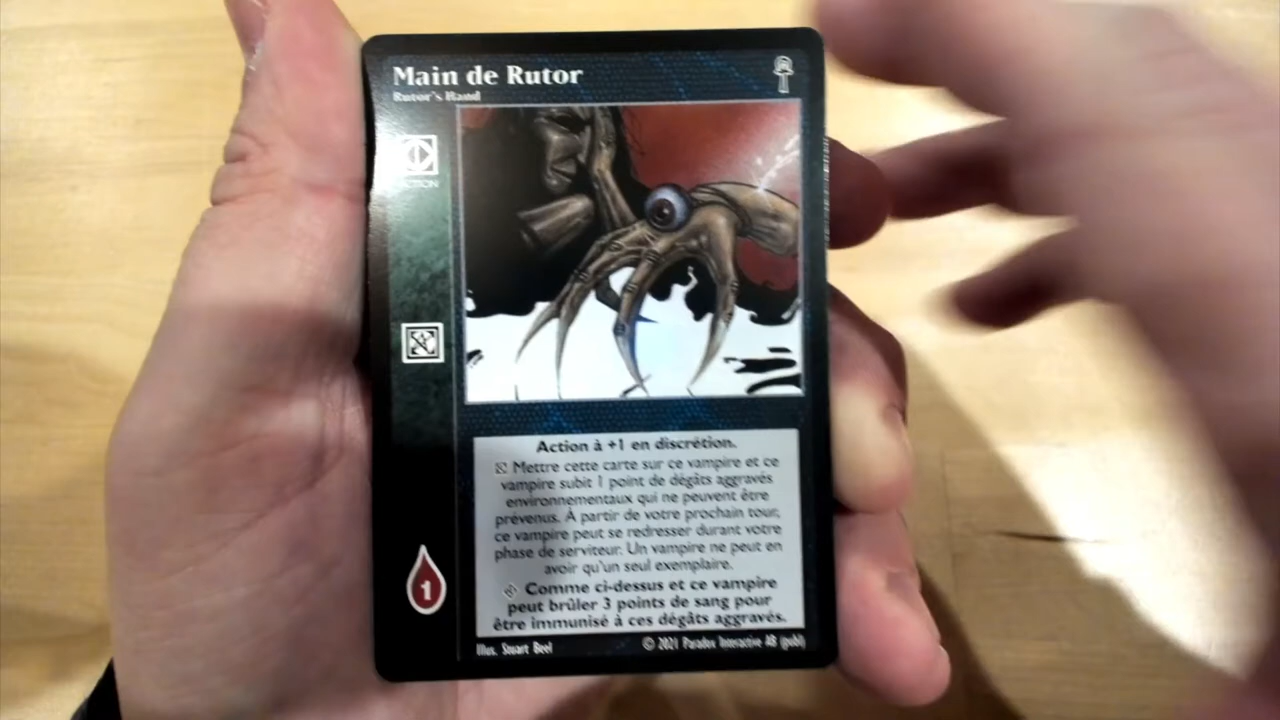 Main de Rutor
Rutor's Hand
ACTION
Action à +1 en discrétion.
Mettre cette carte sur ce vampire et ce
vampire subit 1 point de dégâts aggravés
environnementaux qui ne peuvent être
prévenus. À partir de votre prochain tour,
ce vampire peut se redresser durant votre
phase de serviteur. Un vampire ne peut en
avoir qu'un seul exemplaire.
Comme ci-dessus et ce vampire
peut brûler 3 points de sang pour
être immunisé à ces dégâts aggravés.
1
Illus. Stuart Beel
© 2021 Paradox Interactive AB (publ)